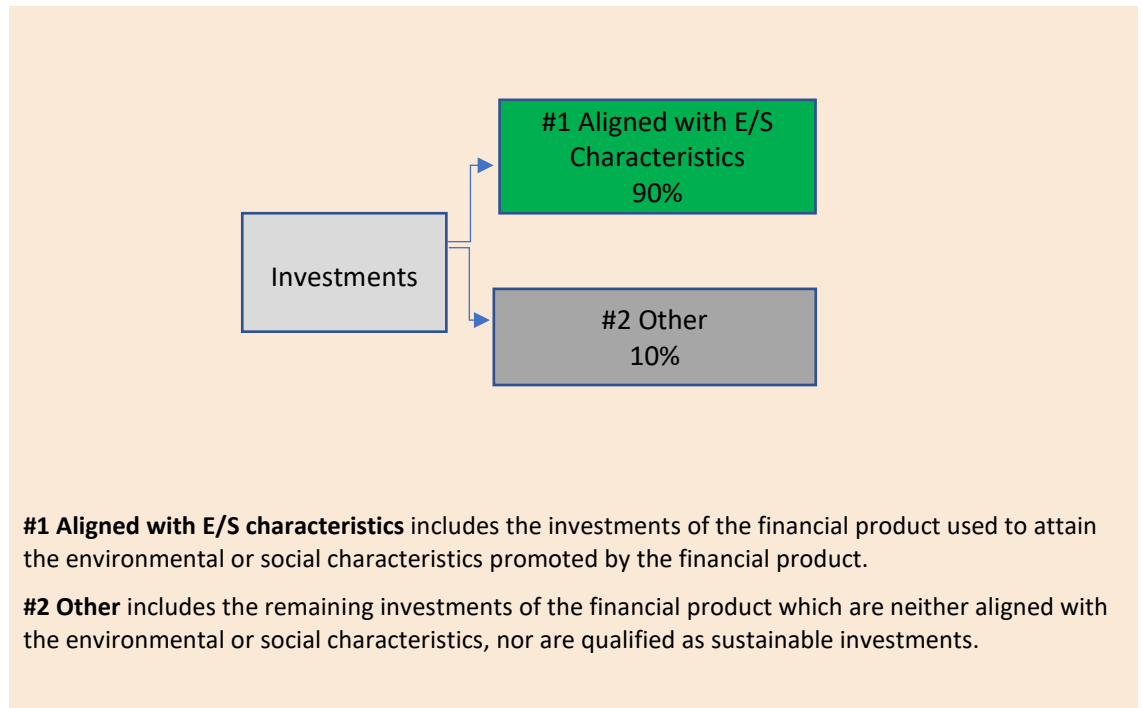 #1 Aligned with E/S
Characteristics
90%
Investments
#2 Other
10%
#1 Aligned with E/S characteristics includes the investments of the financial product used to attain
the environmental or social characteristics promoted by the financial product.
#2 Other includes the remaining investments of the financial product which are neither aligned with
the environmental or social characteristics, nor are qualified as sustainable investments.